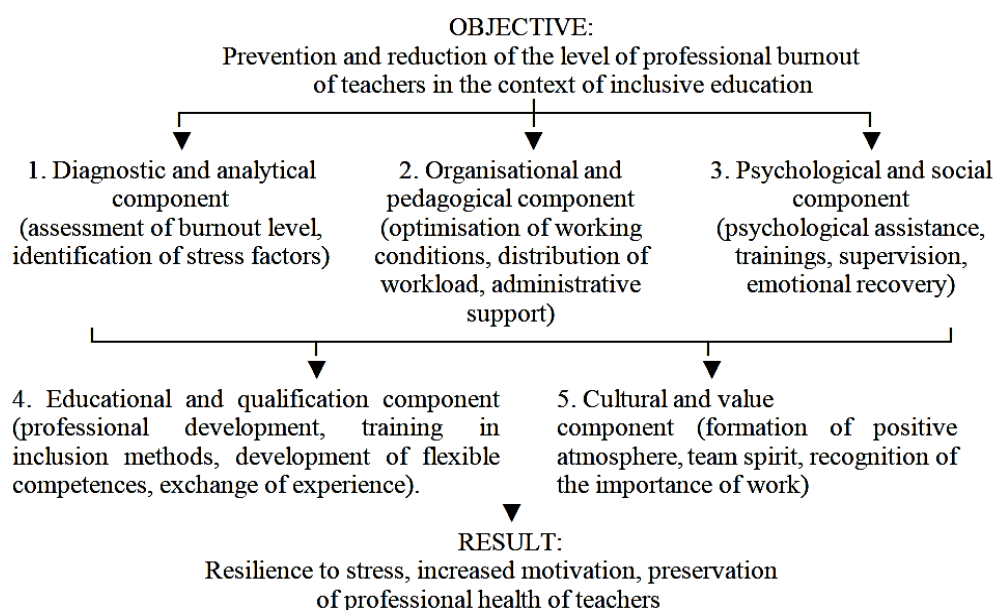 OBJECTIVE:
Prevention and reduction of the level of professional burnout
of teachers in the context of inclusive education
1. Diagnostic and analytical
component
(assessment of burnout level,
identification of stress factors)
2. Organisational and
pedagogical component
(optimisation of working
conditions, distribution of
workload, administrative
support)
3. Psychological and social
component
(psychological assistance,
trainings, supervision,
emotional recovery)
4. Educational and qualification component
(professional development, training in
inclusion methods, development of flexible
competences, exchange of experience).
5. Cultural and value
component (formation of positive
atmosphere, team spirit, recognition of
the importance of work)
RESULT:
Resilience to stress, increased motivation, preservation
of professional health of teachers